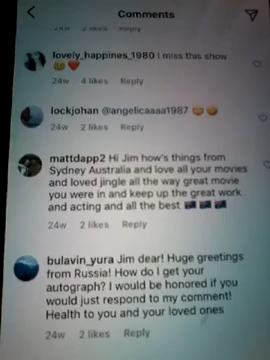 Comments
lovely_happines_1980 I miss this show
24w 4 likes Reply
lockjohan @angelicaaaa1987
24w 2 likes Reply
mattdapp2 Hi Jim how's things from
Sydney Australia and love all your movies
and loved jingle all the way great movie
you were in and keep up the great work
and acting and all the best
24w 2 likes Reply
bulavin_yura Jim dear! Huge greetings
from Russia! How do I get your
autograph? I would be honored if you
would just respond to my comment!
Health to you and your loved ones
24w 2 likes Reply